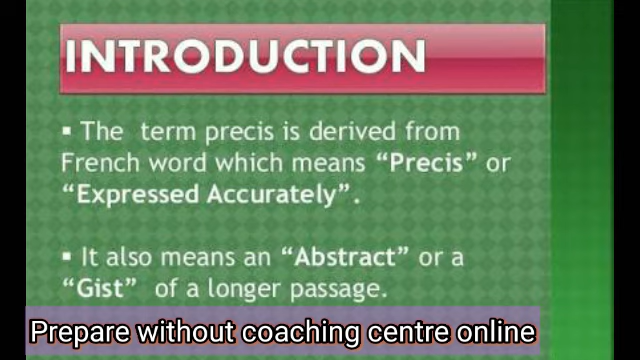 INTRODUCTION
▪ The term precis is derived from
French word which means “Precis” or
“Expressed Accurately”.
▪ It also means an “Abstract” or a
“Gist” of a longer passage.
Prepare without coaching centre online